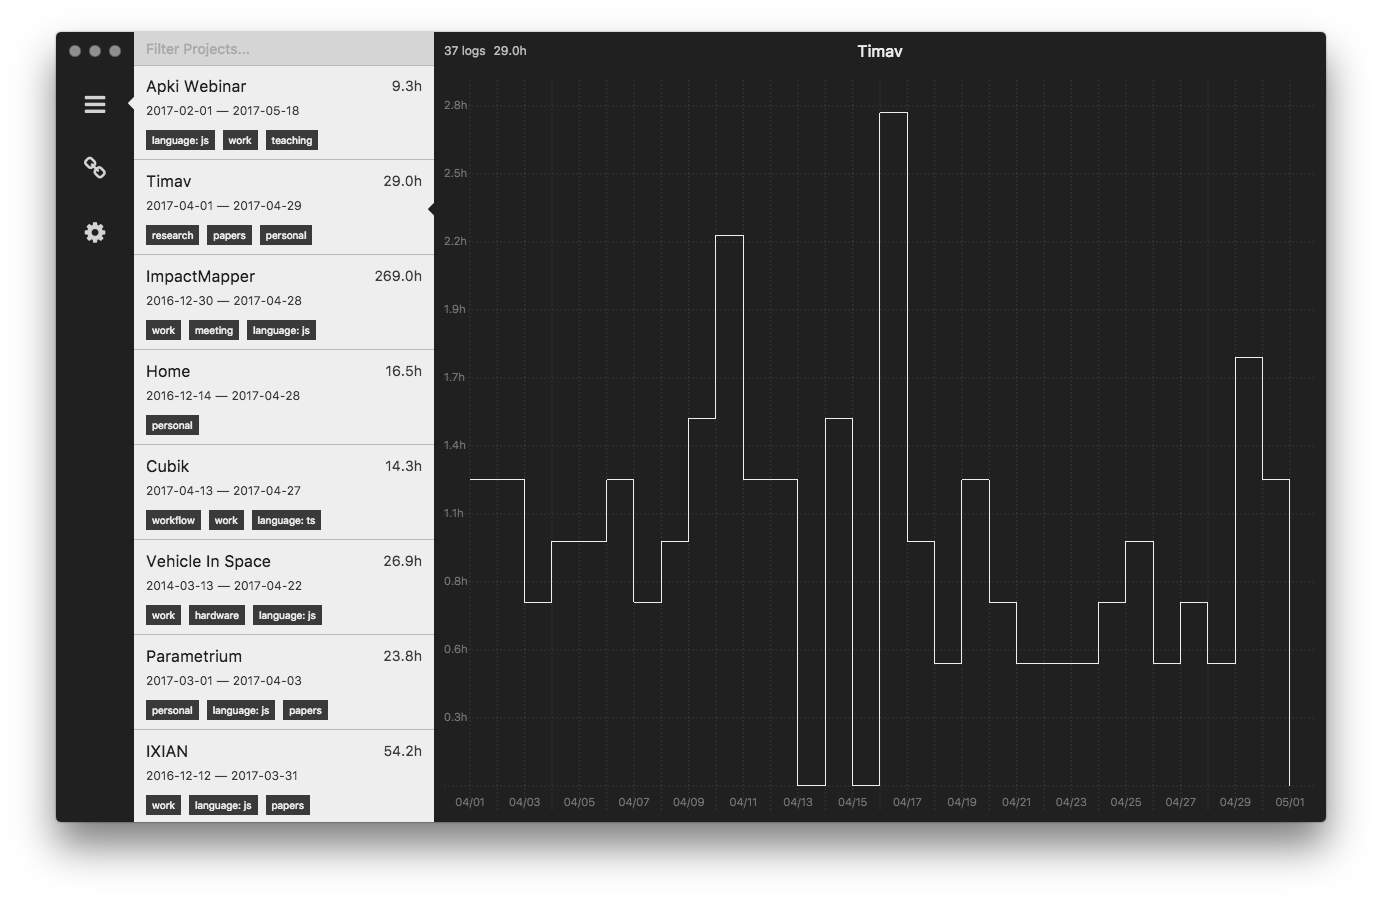 Filter Projects...
Apki Webinar 9.3h
2017-02-01 — 2017-05-18
language: js work teaching
Timav 29.0h
2017-04-01 — 2017-04-29
research papers personal
ImpactMapper 269.0h
2016-12-30 — 2017-04-28
work meeting language: js
Home 16.5h
2016-12-14 — 2017-04-28
personal
Cubik 14.3h
2017-04-13 — 2017-04-27
workflow work language: ts
Vehicle In Space 26.9h
2014-03-13 — 2017-04-22
work hardware language: js
Parametrium 23.8h
2017-03-01 — 2017-04-03
personal language: js papers
IXIAN 54.2h
2016-12-12 — 2017-03-31
work language: js papers
37 logs 29.0h Timav
2.8h
2.5h
2.2h
1.9h
1.7h
1.4h
1.1h
0.8h
0.6h
0.3h
04/01 04/03 04/05 04/07 04/09 04/11 04/13 04/15 04/17 04/19 04/21 04/23 04/25 04/27 04/29 05/01